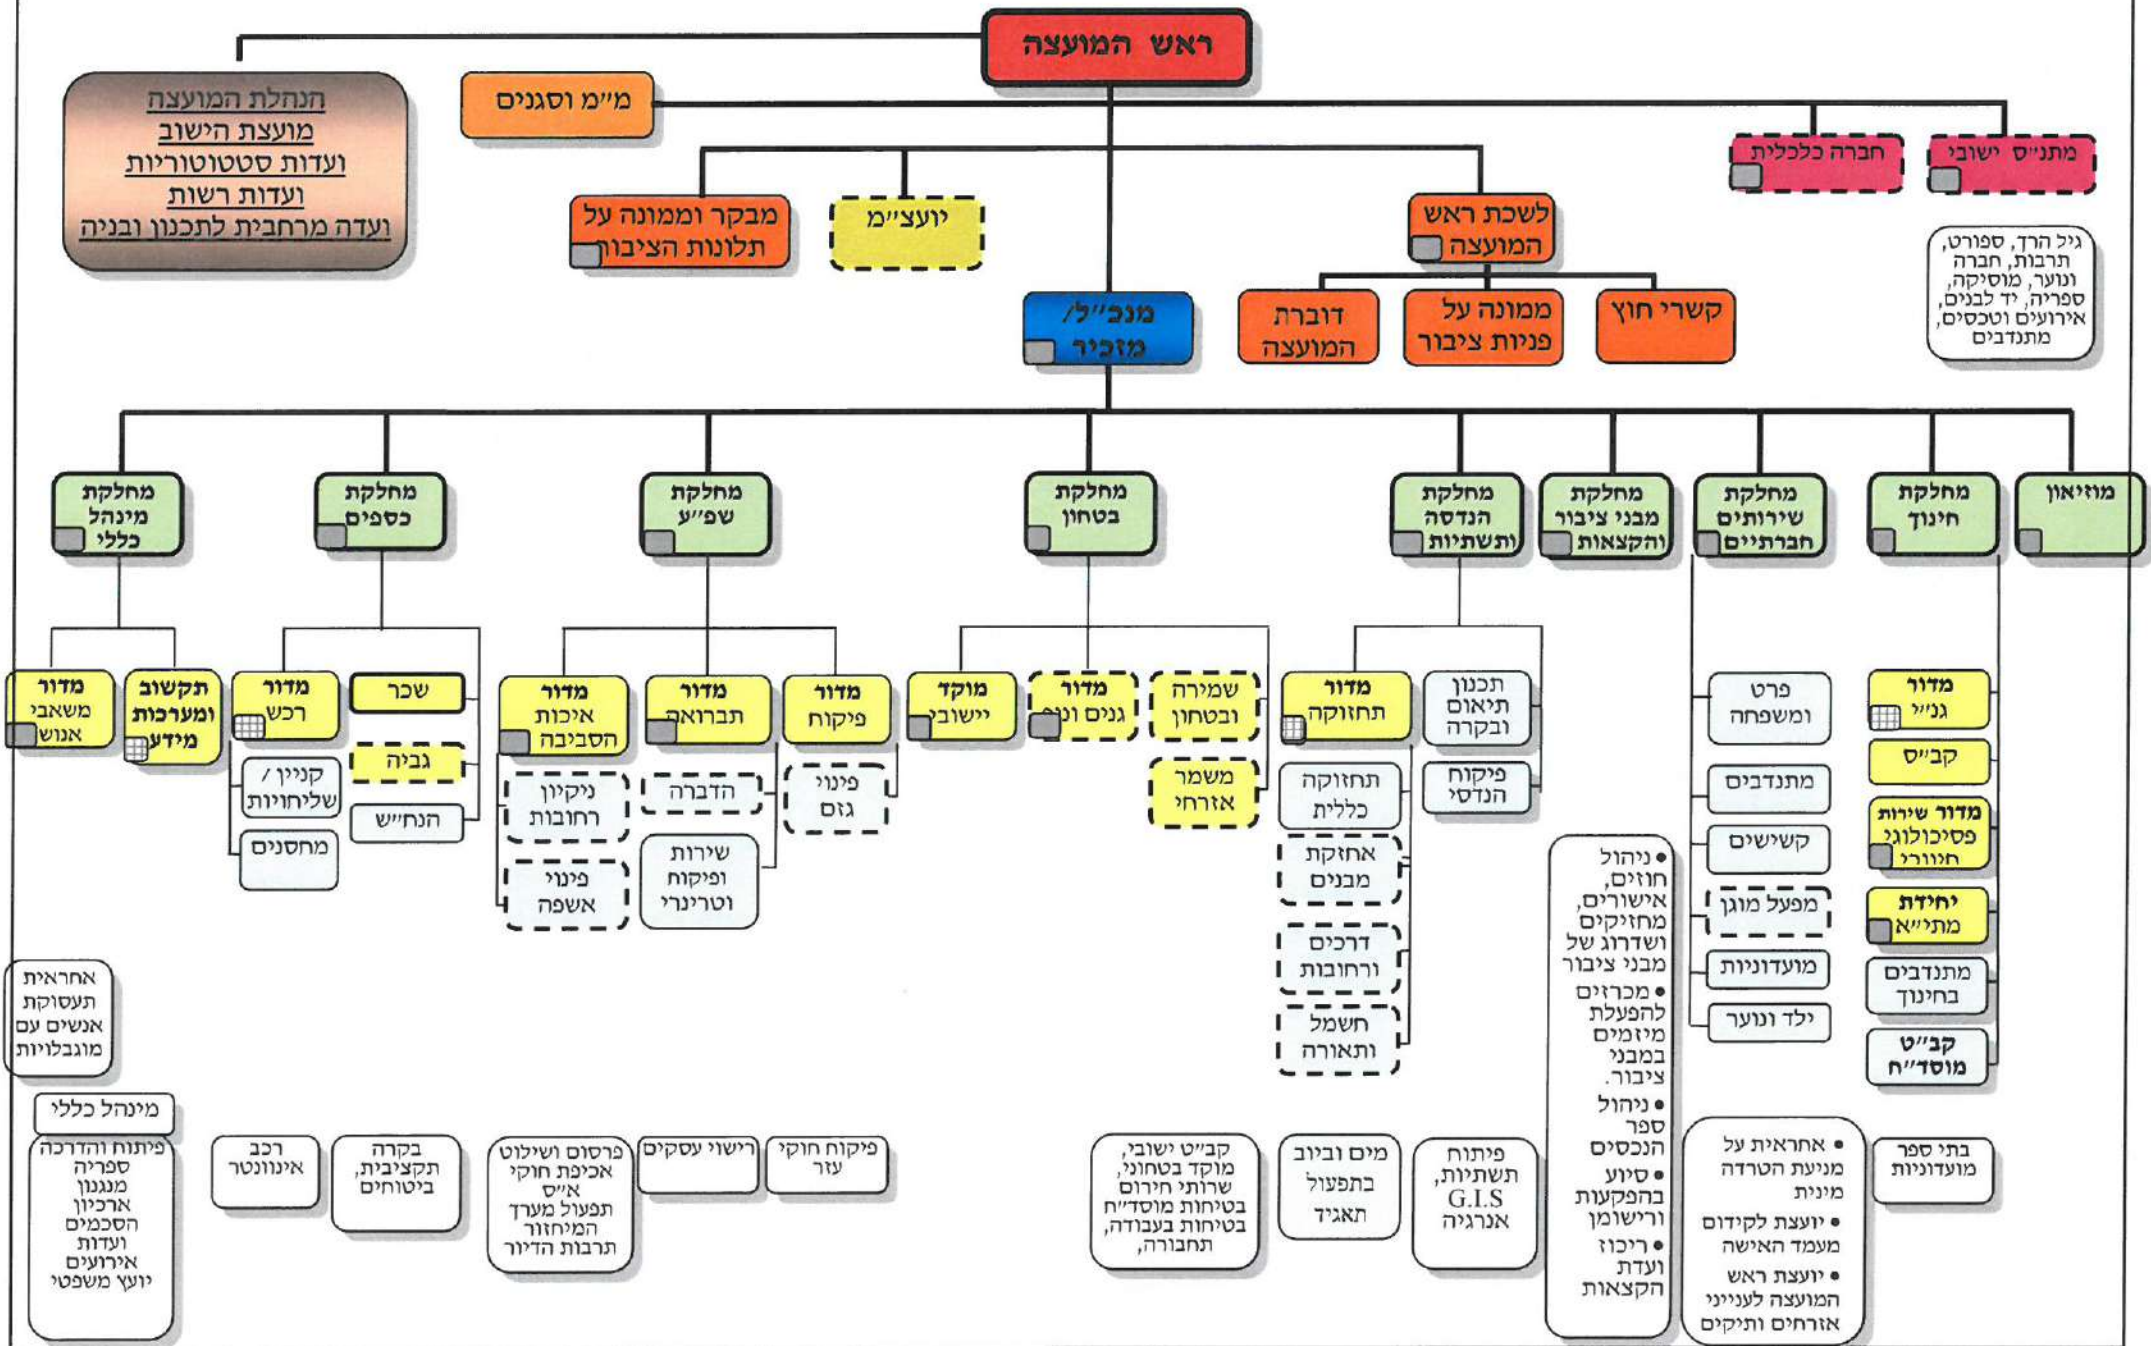 ראש המועצה
הנהלת המועצה
מועצת הישוב
ועדות סטטוטוריות
ועדות רשות
ועדה מרחבית לתכנון ובניה
מ״מ וסגנים
חברה כלכלית
מתנ״ס ישובי
גיל הרך, ספורט,
תרבות, חברה
ונוער, מוסיקה,
ספריה, יד לבנים,
אירועים וטכסים,
מתנדבים
לשכת ראש
המועצה
יועצ״מ
מבקר וממונה על
תלונות הציבור
קשרי חוץ
ממונה על
פניות ציבור
דוברת
המועצה
מנכ״ל/
מזכיר
מוזיאון
מחלקת
חינוך
מחלקת
שירותים
חברתיים
מחלקת
מבני ציבור
והקצאות
מחלקת
הנדסה
ותשתיות
מחלקת
בטחון
מחלקת
שפ״ע
מחלקת
כספים
מחלקת
מינהל
כללי
מדור
גנ״י
קב״ס
מדור שירות
פסיכולוגי
חינוכי
יחידת
מתי״א
מתנדבים
בחינוך
קב״ט
מוסד״ח
בתי ספר
מועדוניות
פרט
ומשפחה
מתנדבים
קשישים
מפעל מוגן
מועדוניות
ילד ונוער
• אחראית על
מניעת הטרדה
מינית
• יועצת לקידום
מעמד האישה
• יועצת ראש
המועצה לענייני
אזרחים ותיקים
• ניהול
חוזים,
אישורים,
מחזיקים
ושדרוג של
מבני ציבור
• מכרזים
להפעלת
מיזמים
במבני
ציבור.
• ניהול
ספר
הנכסים
• סיוע
בהפקעות
ורישומן
• ריכוז
ועדת
הקצאות
תכנון
תיאום
ובקרה
פיקוח
הנדסי
פיתוח
תשתיות,
G.I.S
אנרגיה
מדור
תחזוקה
תחזוקה
כללית
אחזקת
מבנים
דרכים
ורחובות
חשמל
ותאורה
מים וביוב
בתפעול
תאגיד
שמירה
ובטחון
משמר
אזרחי
מדור
גנים ונוף
מוקד
יישובי
קב״ט ישובי,
מוקד בטחוני,
שרותי חירום
בטיחות מוסד״ח
בטיחות בעבודה,
תחבורה,
מדור
פיקוח
פינוי
גזם
פיקוח חוקי
עזר
מדור
תברואה
הדברה
שירות
ופיקוח
וטרינרי
רישוי עסקים
מדור
איכות
הסביבה
ניקיון
רחובות
פינוי
אשפה
פרסום ושילוט
אכיפת חוקי
א״ס
תפעול מערך
המיחזור
תרבות הדיור
שכר
גביה
הנח״ש
בקרה
תקציבית,
ביטוחים
מדור
רכש
קניין /
שליחויות
מחסנים
רכב
אינוונטר
תקשוב
ומערכות
מידע
מדור
משאבי
אנוש
אחראית
תעסוקת
אנשים עם
מוגבלויות
מינהל כללי
פיתוח והדרכה
ספריה
מנגנון
ארכיון
הסכמים
ועדות
אירועים
יועץ משפטי